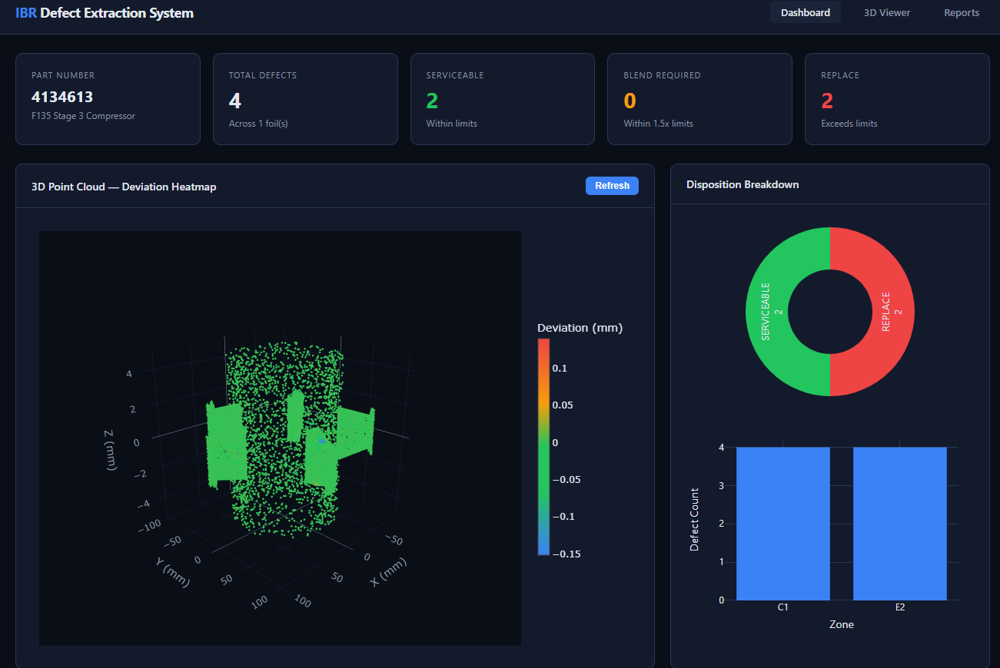 IBR Defect Extraction System
Dashboard
3D Viewer
Reports
PART NUMBER
4134613
F135 Stage 3 Compressor
TOTAL DEFECTS
4
Across 1 foil(s)
SERVICEABLE
2
Within limits
BLEND REQUIRED
0
Within 1.5x limits
REPLACE
2
Exceeds limits
3D Point Cloud — Deviation Heatmap
Refresh
Z (mm)
4
2
0
−2
−4
Y (mm)
−100
−50
0
50
100
X (mm)
100
50
0
−50
Deviation (mm)
0.1
0.05
0
−0.05
−0.1
−0.15
Disposition Breakdown
SERVICEABLE
2
REPLACE
2
Defect Count
4
3
2
1
0
C1
E2
Zone